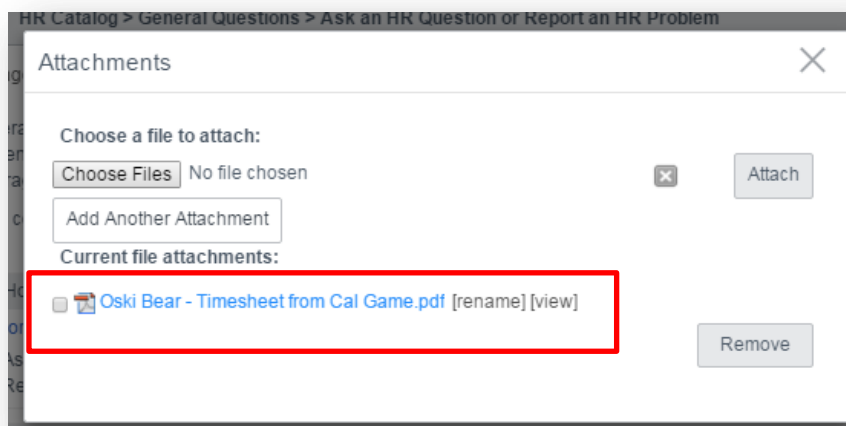 HR Catalog > General Questions > Ask an HR Question or Report an HR Problem
Attachments
Choose a file to attach:
Choose Files No file chosen
Attach
Add Another Attachment
Current file attachments:
Oski Bear - Timesheet from Cal Game.pdf [rename] [view]
Remove